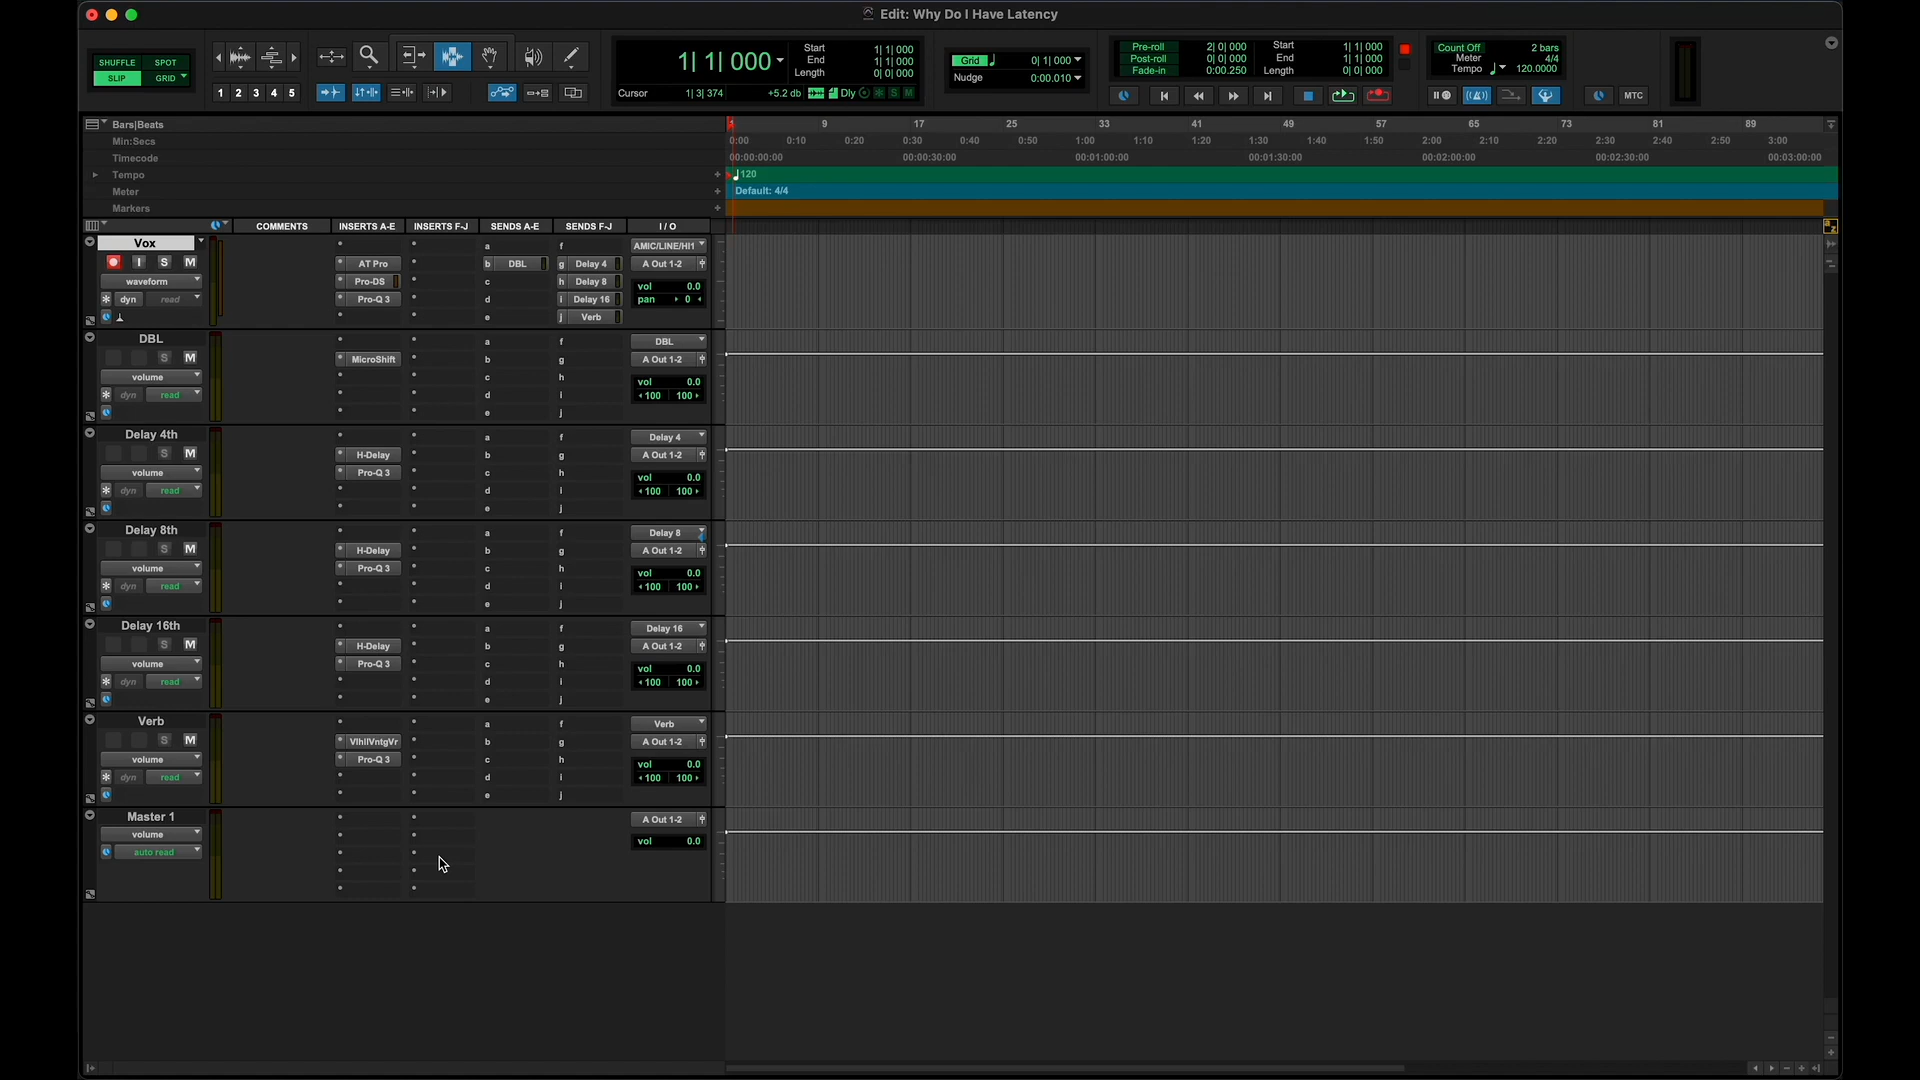 Edit: Why Do I Have Latency
SHUFFLE SPOT
SLIP GRID
1 2 3 4 5
1| 1| 000
Start 1| 1| 000
End 1| 1| 000
Length 0| 0| 000
Cursor 1| 3| 374 +5.2 db Dly S M
Grid 0| 1| 000
Nudge 0:00.010
Pre-roll 2| 0| 000
Post-roll 0| 0| 000
Fade-in 0:00.250
Start 1| 1| 000
End 1| 1| 000
Length 0| 0| 000
Count Off 2 bars
Meter 4/4
Tempo 120.0000
MTC
Bars|Beats 1 9 17 25 33 41 49 57 65 73 81 89
Min:Secs 0:00 0:10 0:20 0:30 0:40 0:50 1:00 1:10 1:20 1:30 1:40 1:50 2:00 2:10 2:20 2:30 2:40 2:50 3:00
Timecode 00:00:00:00 00:00:30:00 00:01:00:00 00:01:30:00 00:02:00:00 00:02:30:00 00:03:00:00
Tempo + 120
Meter + Default: 4/4
Markers +
COMMENTS INSERTS A-E INSERTS F-J SENDS A-E SENDS F-J I / O
a z
Vox a f AMIC/LINE/HI1
I S M AT Pro b DBL g Delay 4 A Out 1-2
waveform Pro-DS c h Delay 8 vol 0.0
dyn read Pro-Q 3 d i Delay 16 pan 0
e j Verb
DBL a f DBL
S M MicroShift b g A Out 1-2
volume c h vol 0.0
dyn read d i 100 100
e j
Delay 4th a f Delay 4
S M H-Delay b g A Out 1-2
volume Pro-Q 3 c h vol 0.0
dyn read d i 100 100
e j
Delay 8th a f Delay 8
S M H-Delay b g A Out 1-2
volume Pro-Q 3 c h vol 0.0
dyn read d i 100 100
e j
Delay 16th a f Delay 16
S M H-Delay b g A Out 1-2
volume Pro-Q 3 c h vol 0.0
dyn read d i 100 100
e j
Verb a f Verb
S M VlhllVntgVr b g A Out 1-2
volume Pro-Q 3 c h vol 0.0
dyn read d i 100 100
e j
Master 1 A Out 1-2
volume vol 0.0
auto read